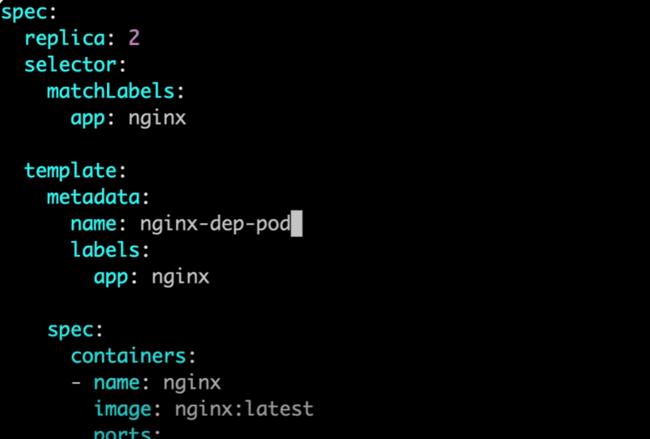 spec:
  replica: 2
  selector:
    matchLabels:
      app: nginx

  template:
    metadata:
      name: nginx-dep-pod
      labels:
        app: nginx

    spec:
      containers:
      - name: nginx
        image: nginx:latest
        ports: